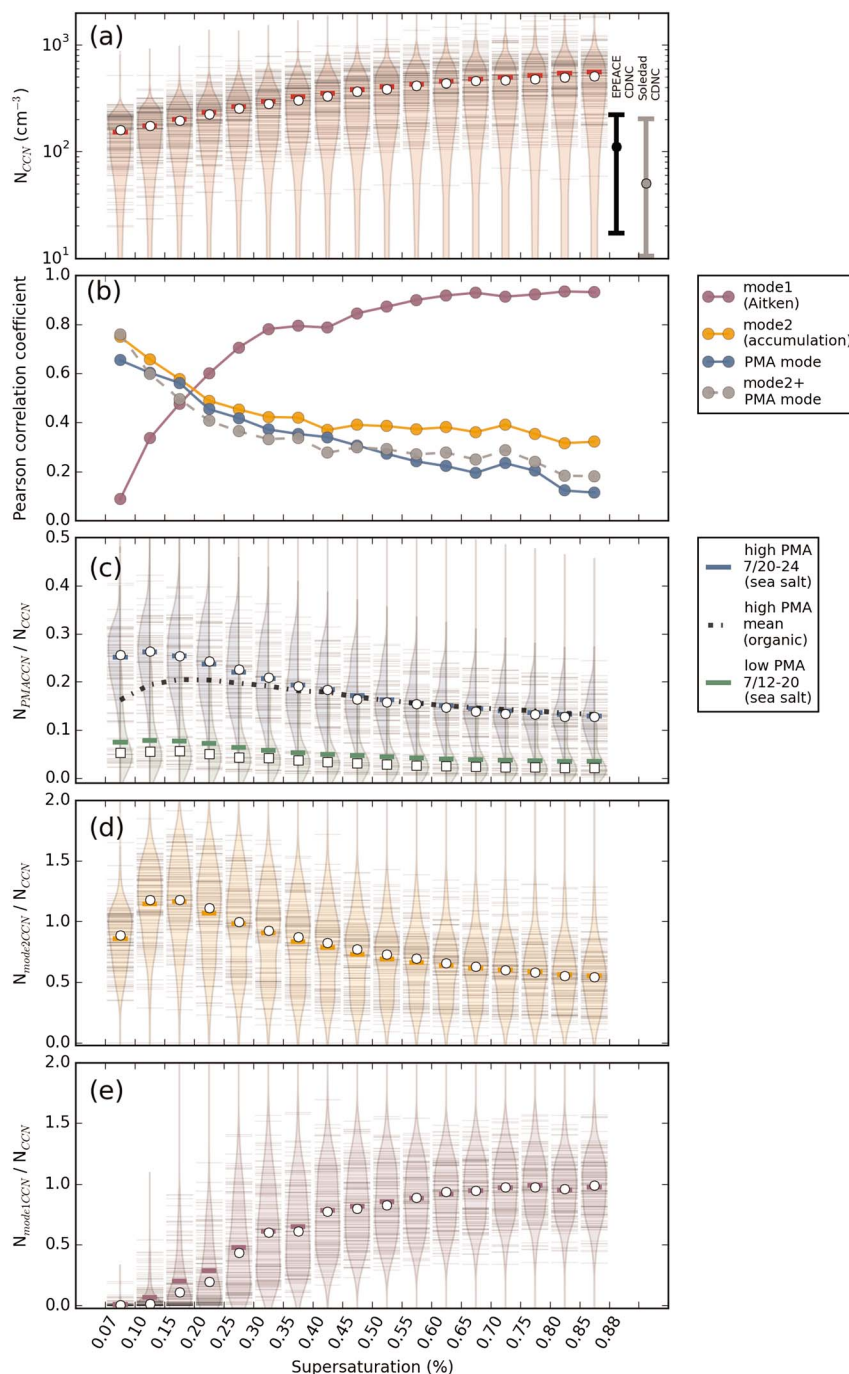 (a)
10³
10²
10¹
N_CCN (cm⁻³)
EPEACE
CDNC
Soledad
CDNC
(b)
1.0
0.8
0.6
0.4
0.2
0.0
Pearson correlation coefficient
mode1
(Aitken)
mode2
(accumulation)
PMA mode
mode2+
PMA mode
(c)
0.5
0.4
0.3
0.2
0.1
0.0
N_PMACCN / N_CCN
high PMA
7/20-24
(sea salt)
high PMA
mean
(organic)
low PMA
7/12-20
(sea salt)
(d)
2.0
1.5
1.0
0.5
0.0
N_mode2CCN / N_CCN
(e)
2.0
1.5
1.0
0.5
0.0
N_mode1CCN / N_CCN
0.07 0.10 0.15 0.20 0.25 0.30 0.35 0.40 0.45 0.50 0.55 0.60 0.65 0.70 0.75 0.80 0.85 0.88
Supersaturation (%)